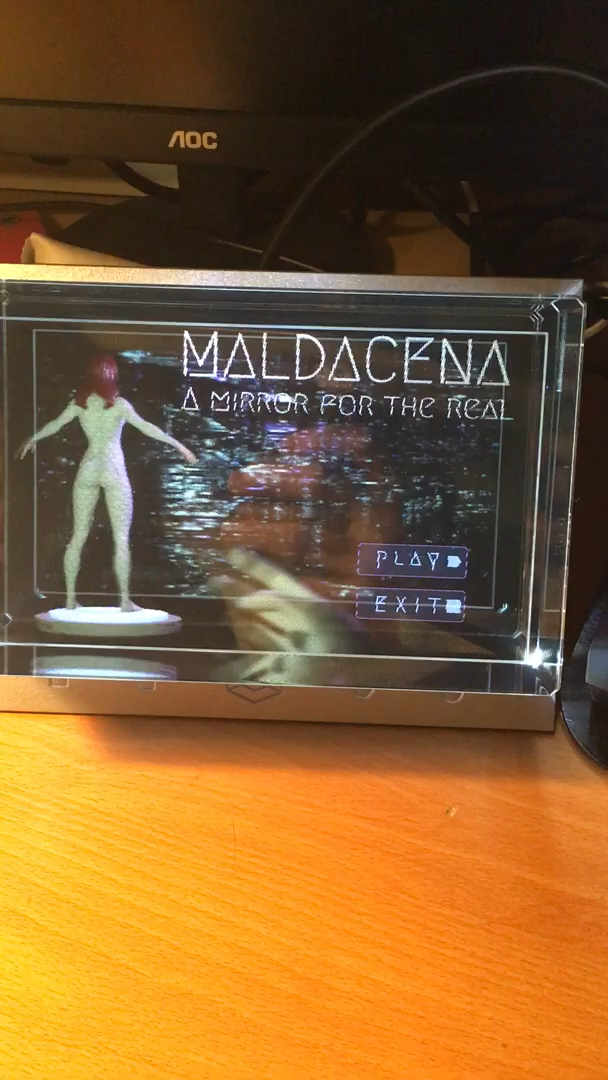 AOC
MALDACENA
A MIRROR FOR THE REAL
PLAY
EXIT